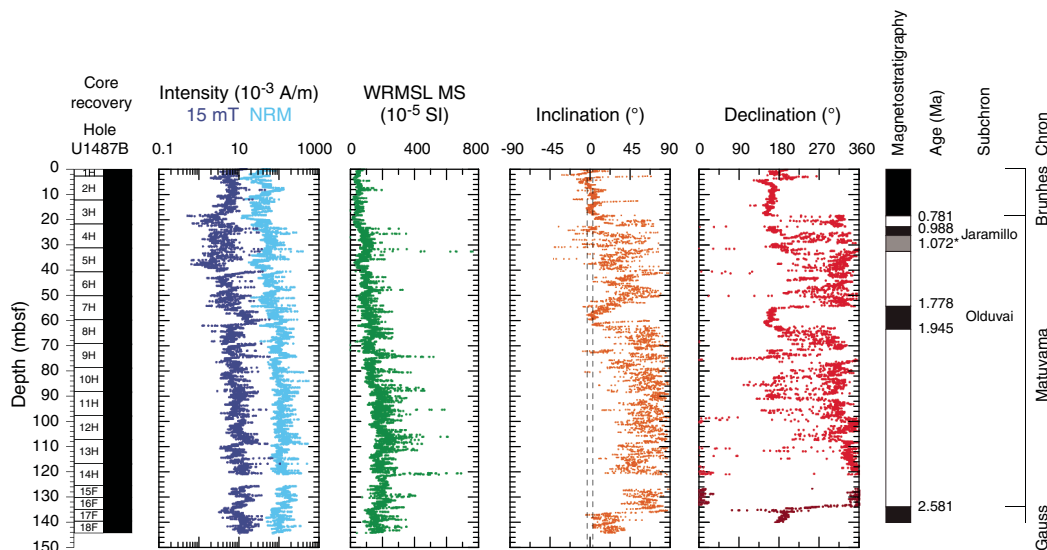 Core
recovery
Hole
U1487B
Intensity (10-3 A/m)
15 mT NRM
0.1 10 1000
WRMSL MS
(10-5 SI)
0 400 800
Inclination (°)
-90 -45 0 45 90
Declination (°)
0 90 180 270 360
Magnetostratigraphy
Age (Ma)
Subchron
Chron
Depth (mbsf)
0
10
20
30
40
50
60
70
80
90
100
110
120
130
140
150
1H
2H
3H
4H
5H
6H
7H
8H
9H
10H
11H
12H
13H
14H
15F
16F
17F
18F
0.781
0.988
1.072*
1.778
1.945
2.581
Jaramillo
Olduvai
Brunhes
Matuyama
Gauss